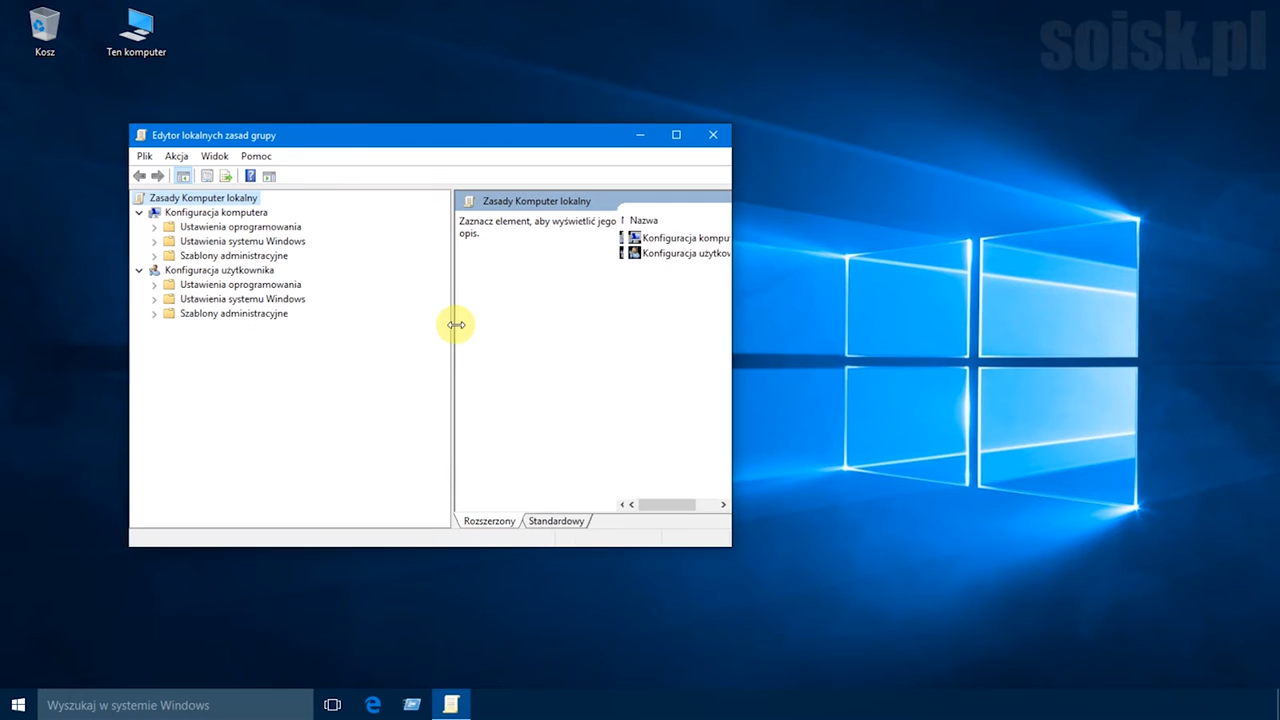 soisk.pl
Kosz
Ten komputer
Edytor lokalnych zasad grupy
Plik Akcja Widok Pomoc
Zasady Komputer lokalny
Konfiguracja komputera
Ustawienia oprogramowania
Ustawienia systemu Windows
Szablony administracyjne
Konfiguracja użytkownika
Ustawienia oprogramowania
Ustawienia systemu Windows
Szablony administracyjne
Zasady Komputer lokalny
Zaznacz element, aby wyświetlić jego
opis.
Nazwa
Konfiguracja kompu
Konfiguracja użytkov
Rozszerzony Standardowy
Wyszukaj w systemie Windows